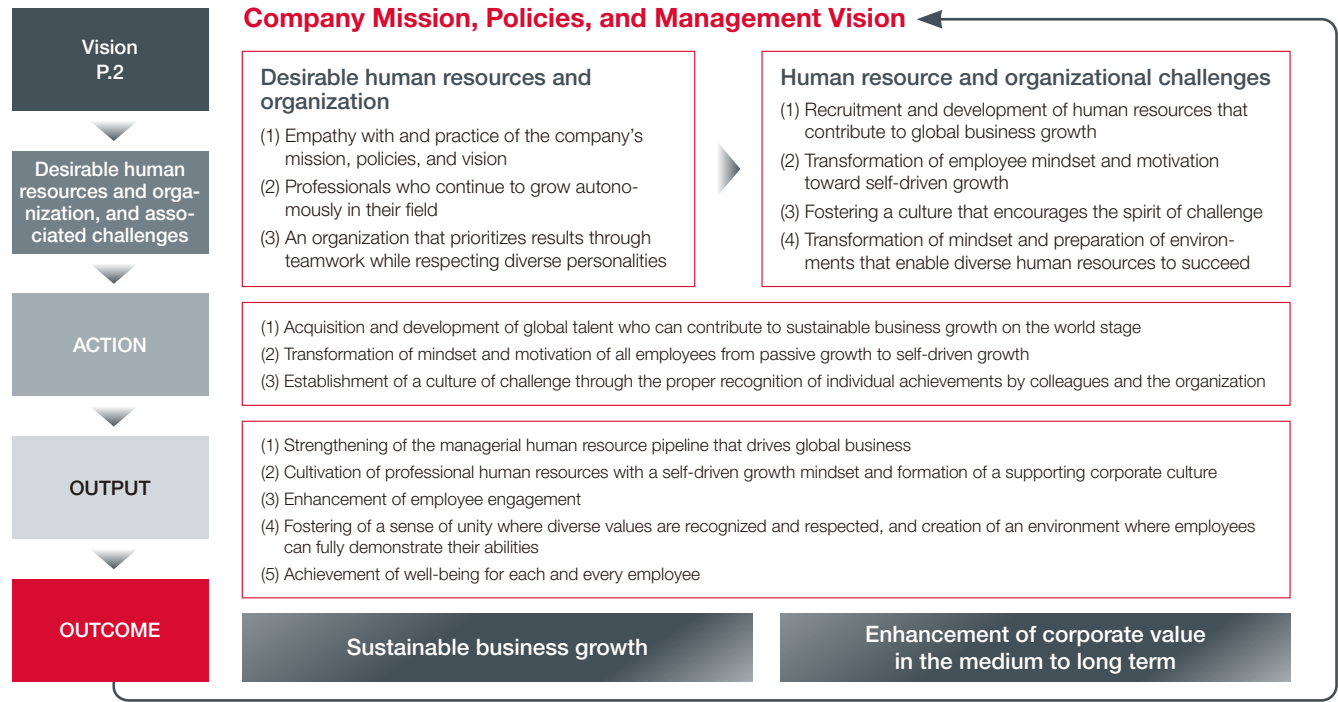 Company Mission, Policies, and Management Vision
Vision
P.2
Desirable human resources and
organization
(1) Empathy with and practice of the company's
mission, policies, and vision
(2) Professionals who continue to grow autono-
mously in their field
(3) An organization that prioritizes results through
teamwork while respecting diverse personalities
Human resource and organizational challenges
(1) Recruitment and development of human resources that
contribute to global business growth
(2) Transformation of employee mindset and motivation
toward self-driven growth
(3) Fostering a culture that encourages the spirit of challenge
(4) Transformation of mindset and preparation of environ-
ments that enable diverse human resources to succeed
Desirable human
resources and orga-
nization, and asso-
ciated challenges
ACTION
(1) Acquisition and development of global talent who can contribute to sustainable business growth on the world stage
(2) Transformation of mindset and motivation of all employees from passive growth to self-driven growth
(3) Establishment of a culture of challenge through the proper recognition of individual achievements by colleagues and the organization
OUTPUT
(1) Strengthening of the managerial human resource pipeline that drives global business
(2) Cultivation of professional human resources with a self-driven growth mindset and formation of a supporting corporate culture
(3) Enhancement of employee engagement
(4) Fostering of a sense of unity where diverse values are recognized and respected, and creation of an environment where employees
can fully demonstrate their abilities
(5) Achievement of well-being for each and every employee
OUTCOME
Sustainable business growth
Enhancement of corporate value
in the medium to long term